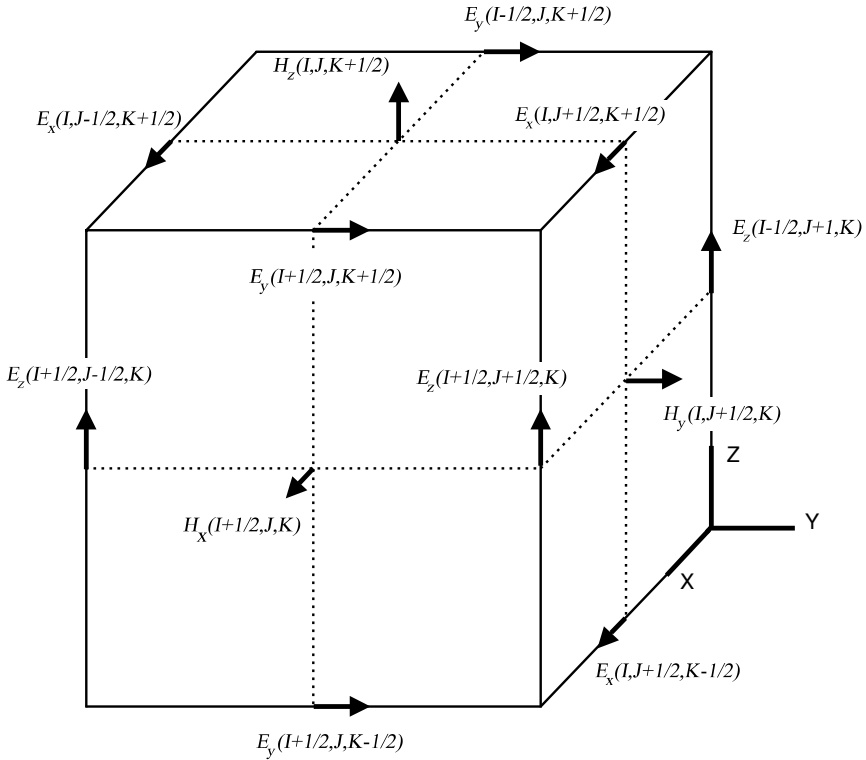 E_y(I-1/2,J,K+1/2)
H_z(I,J,K+1/2)
E_x(I,J-1/2,K+1/2)
E_x(I,J+1/2,K+1/2)
E_z(I-1/2,J+1,K)
E_y(I+1/2,J,K+1/2)
E_z(I+1/2,J-1/2,K)
E_z(I+1/2,J+1/2,K)
H_y(I,J+1/2,K)
Z
H_x(I+1/2,J,K)
Y
X
E_x(I,J+1/2,K-1/2)
E_y(I+1/2,J,K-1/2)